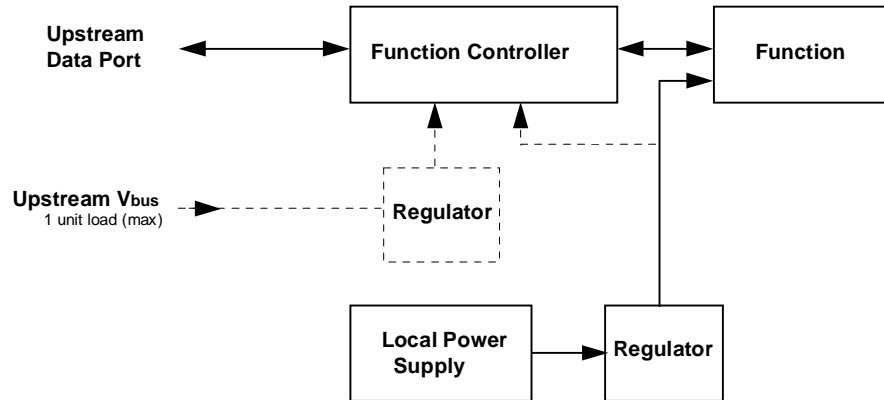 Upstream
Data Port
Function Controller
Function
Upstream Vbus
1 unit load (max)
Regulator
Local Power
Supply
Regulator